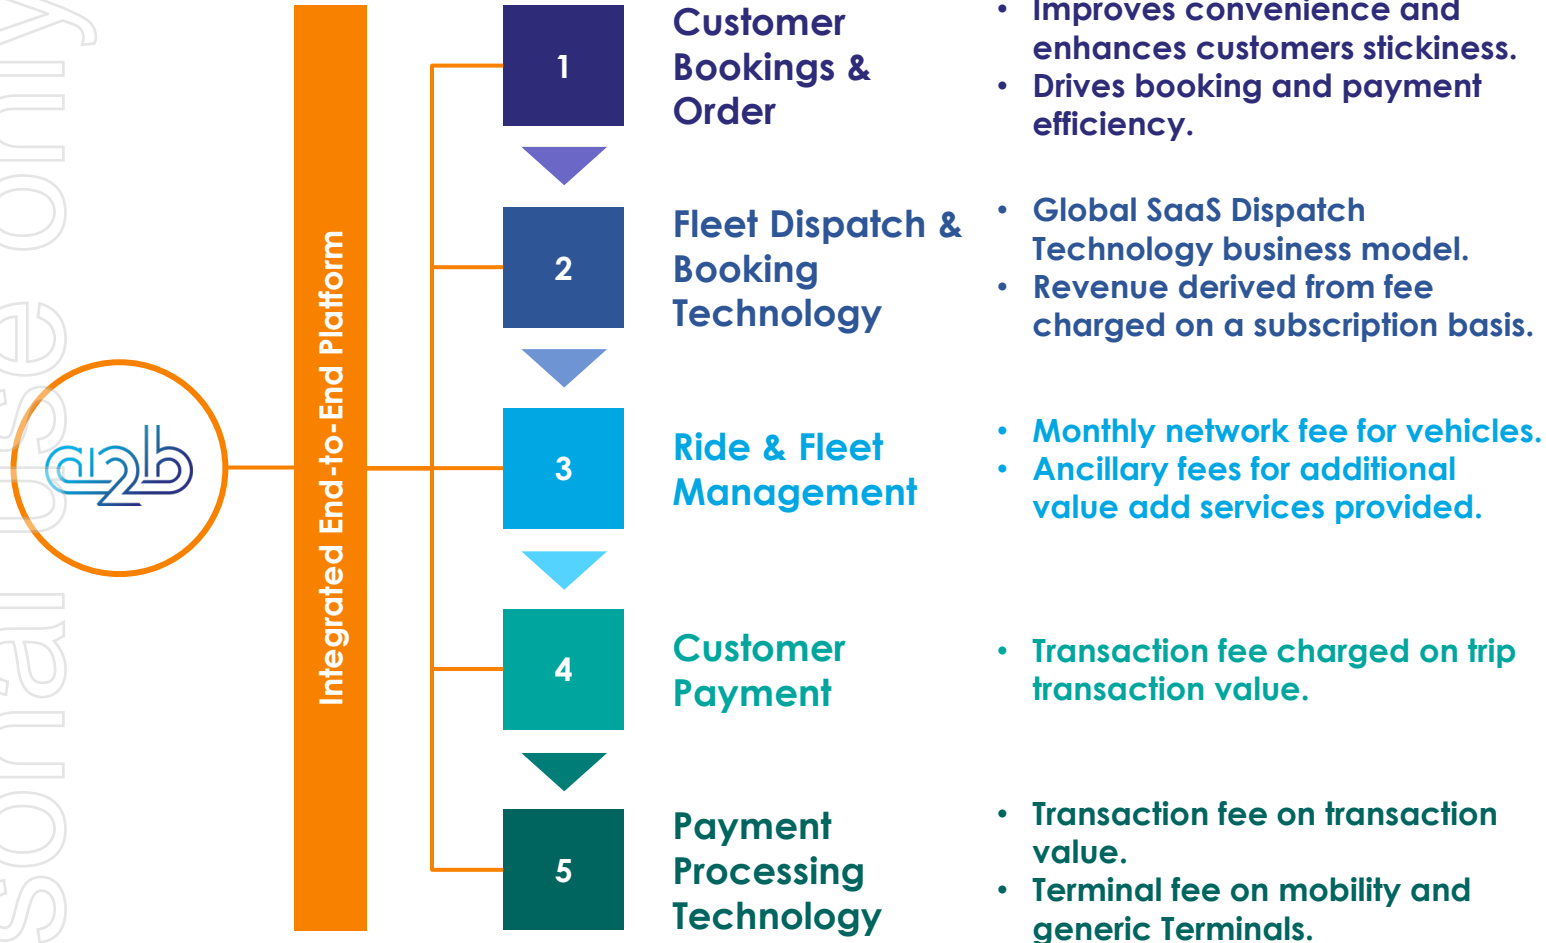 sonal use only
a2b
Integrated End-to-End Platform
1
Customer
Bookings &
Order
• Improves convenience and
enhances customers stickiness.
• Drives booking and payment
efficiency.
2
Fleet Dispatch &
Booking
Technology
• Global SaaS Dispatch
Technology business model.
• Revenue derived from fee
charged on a subscription basis.
3
Ride & Fleet
Management
• Monthly network fee for vehicles.
• Ancillary fees for additional
value add services provided.
4
Customer
Payment
• Transaction fee charged on trip
transaction value.
5
Payment
Processing
Technology
• Transaction fee on transaction
value.
• Terminal fee on mobility and
generic Terminals.